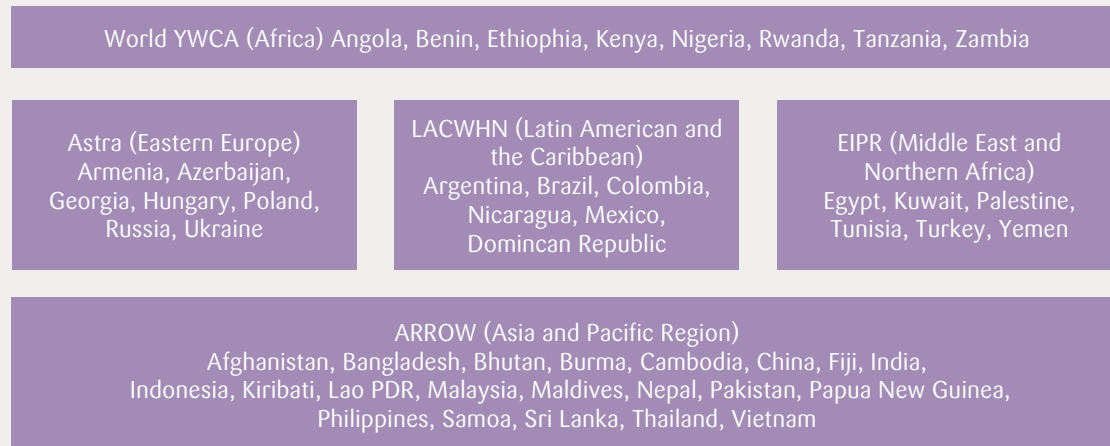 World YWCA (Africa) Angola, Benin, Ethiophia, Kenya, Nigeria, Rwanda, Tanzania, Zambia
Astra (Eastern Europe)
Armenia, Azerbaijan,
Georgia, Hungary, Poland,
Russia, Ukraine
LACWHN (Latin American and
the Caribbean)
Argentina, Brazil, Colombia,
Nicaragua, Mexico,
Domincan Republic
EIPR (Middle East and
Northern Africa)
Egypt, Kuwait, Palestine,
Tunisia, Turkey, Yemen
ARROW (Asia and Pacific Region)
Afghanistan, Bangladesh, Bhutan, Burma, Cambodia, China, Fiji, India,
Indonesia, Kiribati, Lao PDR, Malaysia, Maldives, Nepal, Pakistan, Papua New Guinea,
Philippines, Samoa, Sri Lanka, Thailand, Vietnam